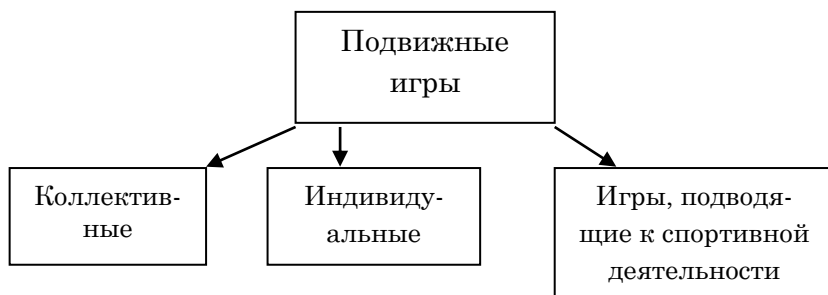 Подвижные
игры
Коллектив-
ные
Индивиду-
альные
Игры, подводя-
щие к спортивной
деятельности